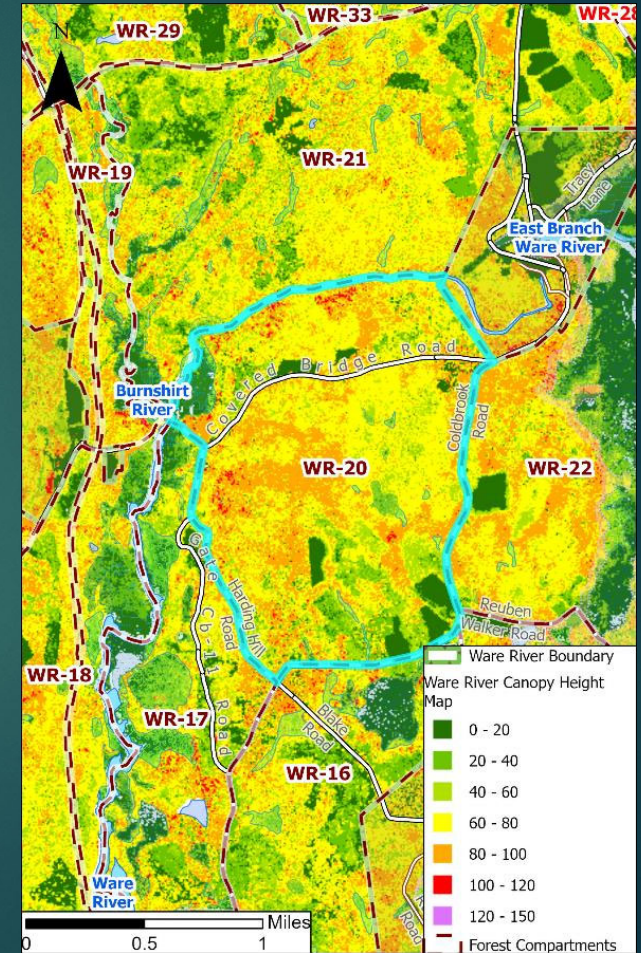 WR-29
WR-33
WR-28
N
WR-19
WR-21
Tracy
Lane
East Branch
Ware River
Covered Bridge Road
Burnshirt
River
Coldbrook
Road
WR-20
WR-22
Gate
Cb-11 Road
Harding Hill
Road
Reuben
Walker Road
WR-18
WR-17
Blake
Road
WR-16
Road
Ware
River
Ware River Boundary
Ware River Canopy Height
Map
0 - 20
20 - 40
40 - 60
60 - 80
80 - 100
100 - 120
120 - 150
Forest Compartments
Miles
0 0.5 1